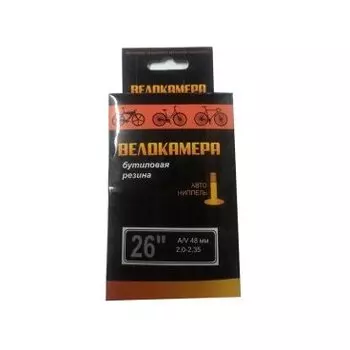 ВЕЛОКАМЕРА
ВЕЛОКАМЕРА
бутиловая
резина
АВТО
НИППЕЛЬ
26"
A/V 48 мм
2,0-2,35